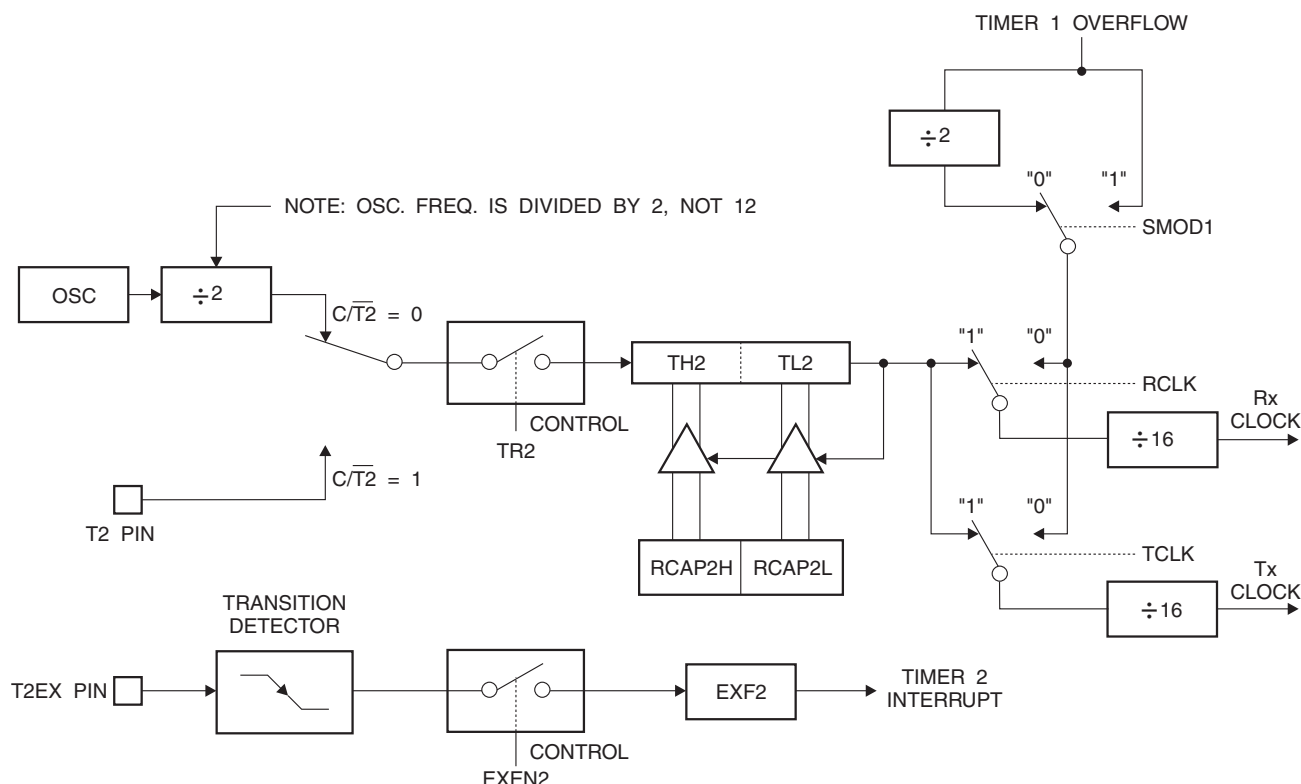 TIMER 1 OVERFLOW
÷2
"0" "1"
NOTE: OSC. FREQ. IS DIVIDED BY 2, NOT 12
SMOD1
OSC
÷2
C/T2̅ = 0
"1" "0"
TH2 TL2
RCLK
Rx
CLOCK
CONTROL
TR2
÷16
C/T2̅ = 1
"1" "0"
T2 PIN
TCLK
RCAP2H RCAP2L
Tx
CLOCK
÷16
TRANSITION
DETECTOR
T2EX PIN
EXF2
TIMER 2
INTERRUPT
CONTROL
EXEN2